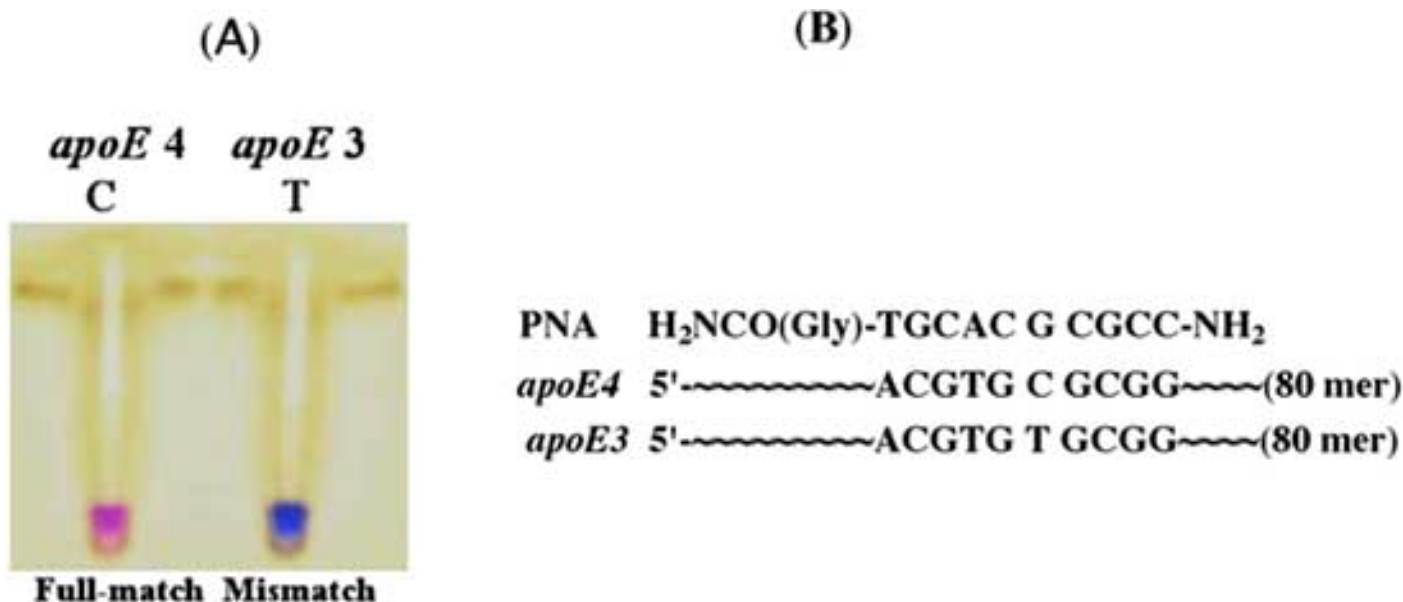 (A)
apoE 4 apoE 3
C T
Full-match Mismatch
(B)
PNA H₂NCO(Gly)-TGCAC G CGCC-NH₂
apoE4 5'-~~~~~~~~~~ACGTG C GCGG~~~~(80 mer)
apoE3 5'-~~~~~~~~~~ACGTG T GCGG~~~~(80 mer)